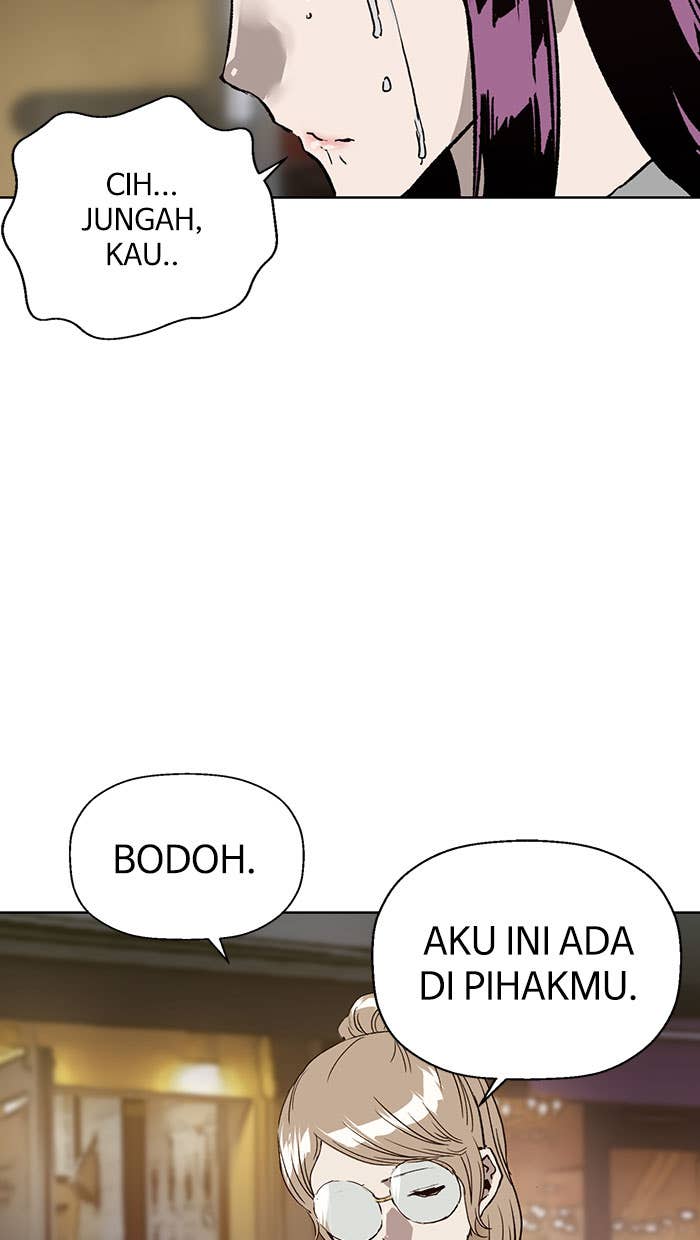 CIH...
JUNGAH,
KAU..
BODOH.
AKU INI ADA
DI PIHAKMU.